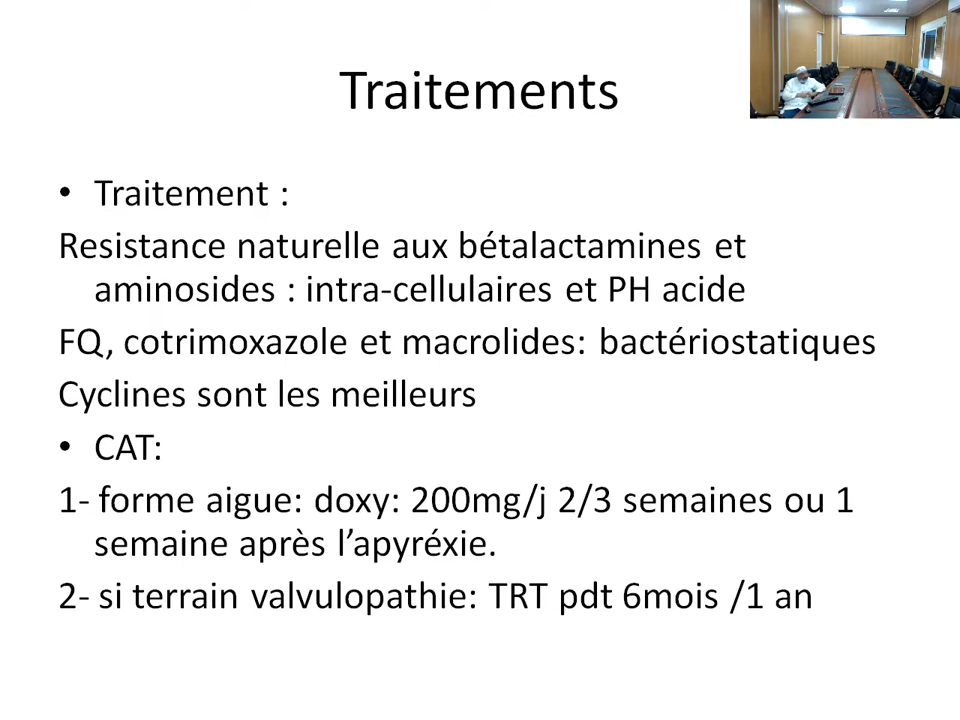 Traitements
• Traitement :
Resistance naturelle aux bétalactamines et
aminosides : intra-cellulaires et PH acide
FQ, cotrimoxazole et macrolides: bactériostatiques
Cyclines sont les meilleurs
• CAT:
1- forme aigue: doxy: 200mg/j 2/3 semaines ou 1
semaine après l’apyréxie.
2- si terrain valvulopathie: TRT pdt 6mois /1 an